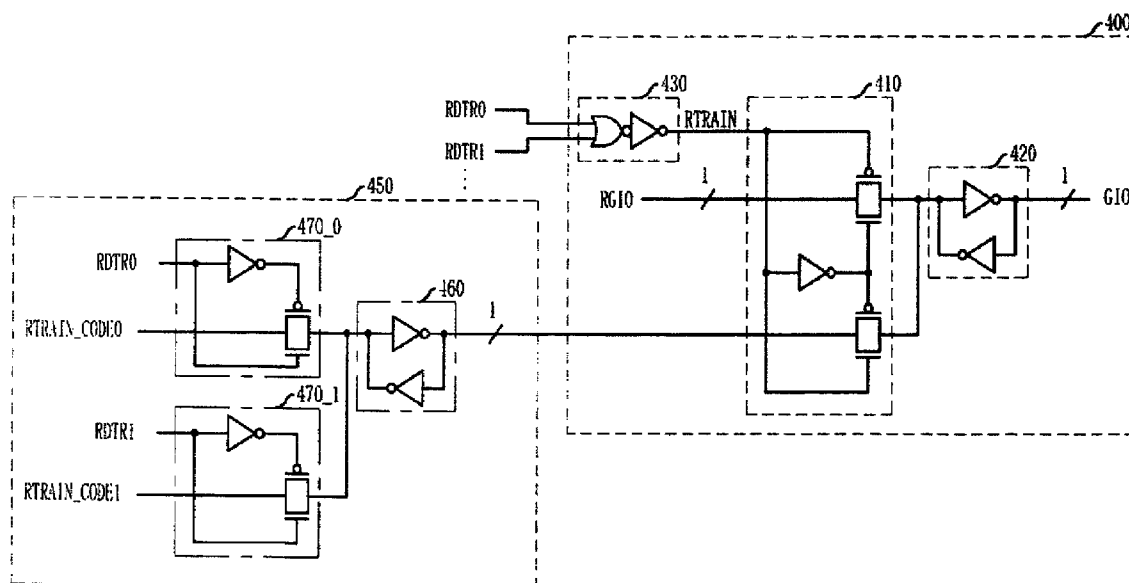 400
430
410
RDTR0
RTRAIN
RDTR1
420
450
1
1
RGIO
GIO
470_0
RDTR0
460
1
RTRAIN_CODE0
470_1
RDTR1
RTRAIN_CODE1